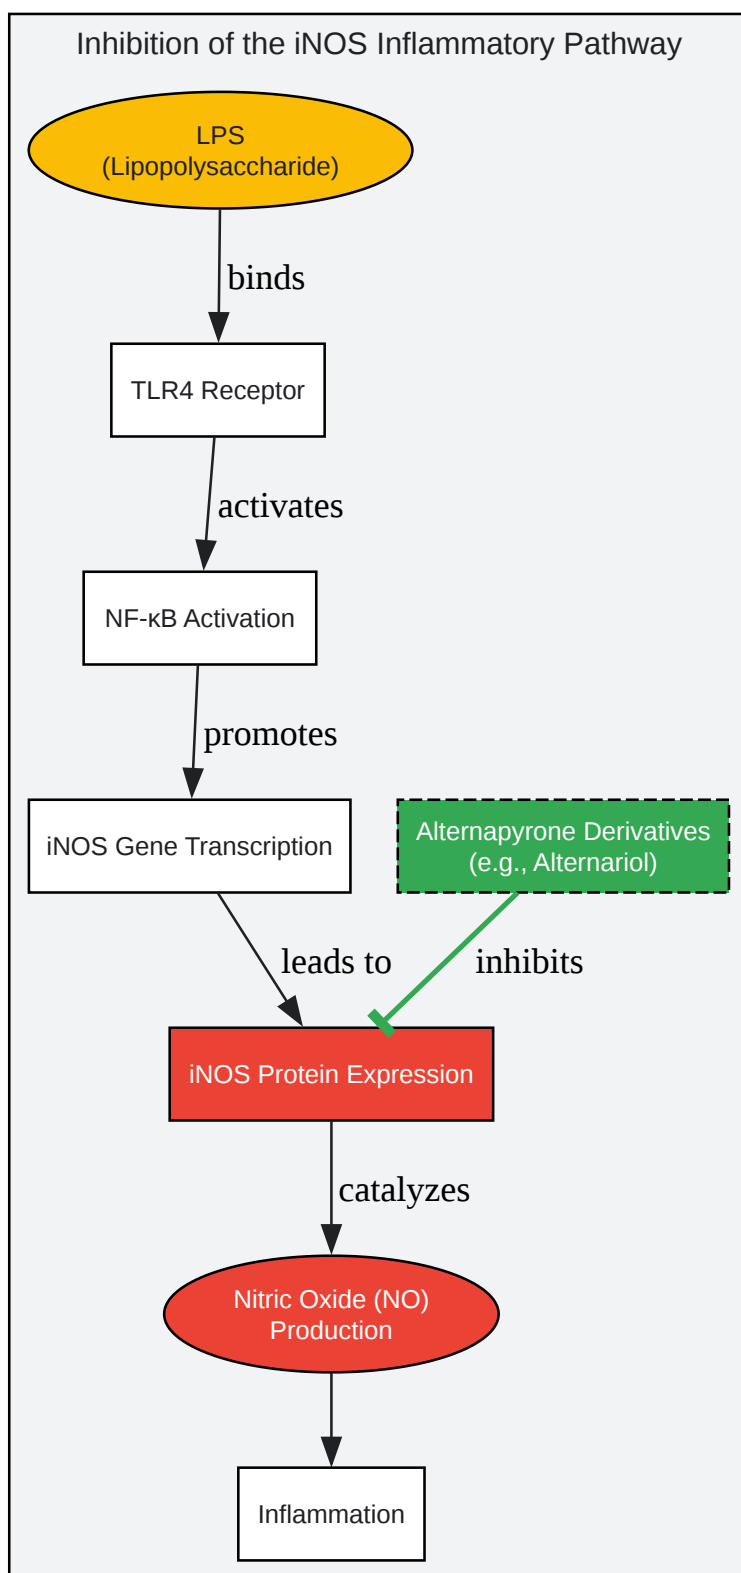 Inhibition of the iNOS Inflammatory Pathway
LPS
(Lipopolysaccharide)
binds
TLR4 Receptor
activates
NF-κB Activation
promotes
iNOS Gene Transcription
Alternapyrone Derivatives
(e.g., Alternariol)
leads to
inhibits
iNOS Protein Expression
catalyzes
Nitric Oxide (NO)
Production
Inflammation